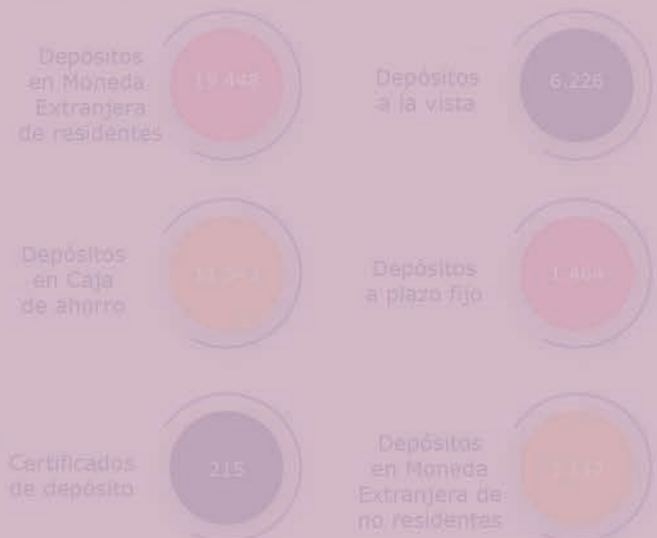 Depósitos
en Moneda
Extranjera
de residentes
Depósitos
a la vista
6.226
Depósitos
en Caja
de ahorro
Depósitos
a plazo fijo
Certificados
de depósito
215
Depósitos
en Moneda
Extranjera de
no residentes